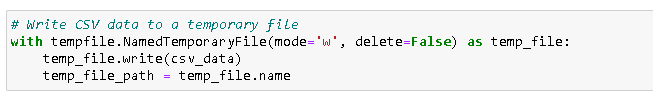 # Write CSV data to a temporary file
with tempfile.NamedTemporaryFile(mode='w', delete=False) as temp_file:
    temp_file.write(csv_data)
    temp_file_path = temp_file.name